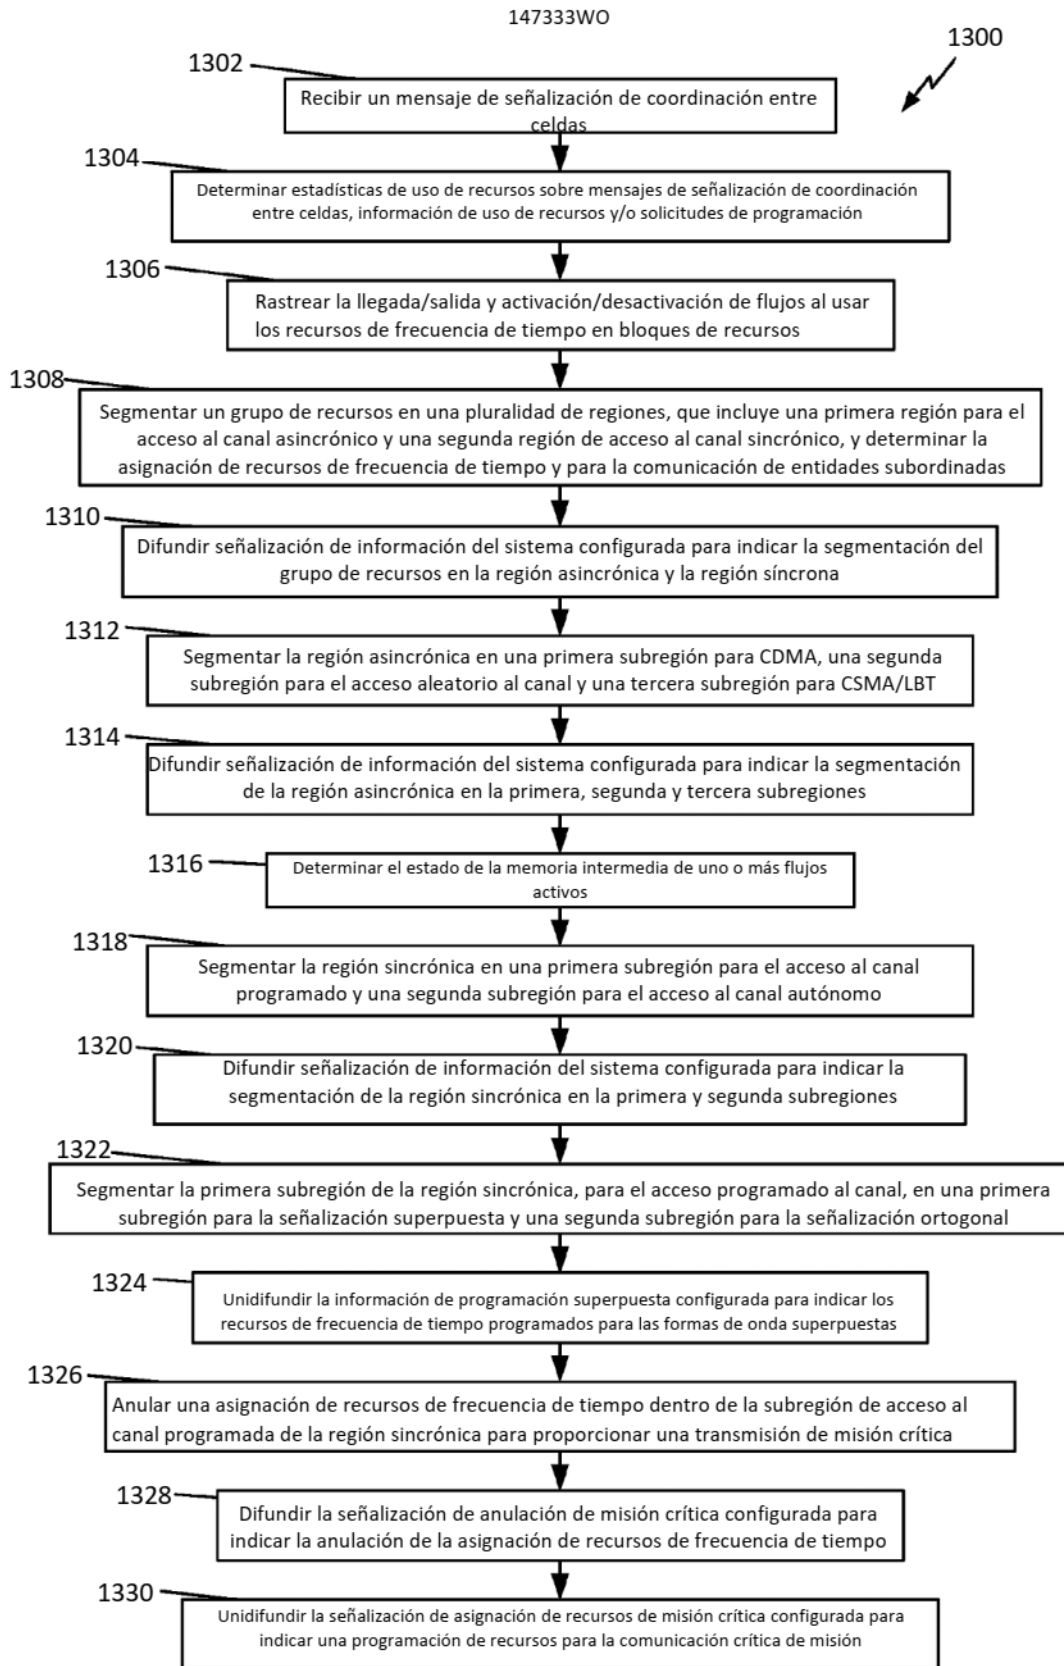 147333WO
1300
1302
Recibir un mensaje de señalización de coordinación entre
celdas
1304
Determinar estadísticas de uso de recursos sobre mensajes de señalización de coordinación
entre celdas, información de uso de recursos y/o solicitudes de programación
1306
Rastrear la llegada/salida y activación/desactivación de flujos al usar
los recursos de frecuencia de tiempo en bloques de recursos
1308
Segmentar un grupo de recursos en una pluralidad de regiones, que incluye una primera región para el
acceso al canal asincrónico y una segunda región de acceso al canal sincrónico, y determinar la
asignación de recursos de frecuencia de tiempo y para la comunicación de entidades subordinadas
1310
Difundir señalización de información del sistema configurada para indicar la segmentación del
grupo de recursos en la región asincrónica y la región síncrona
1312
Segmentar la región asincrónica en una primera subregión para CDMA, una segunda
subregión para el acceso aleatorio al canal y una tercera subregión para CSMA/LBT
1314
Difundir señalización de información del sistema configurada para indicar la segmentación
de la región asincrónica en la primera, segunda y tercera subregiones
1316
Determinar el estado de la memoria intermedia de uno o más flujos
activos
1318
Segmentar la región sincrónica en una primera subregión para el acceso al canal
programado y una segunda subregión para el acceso al canal autónomo
1320
Difundir señalización de información del sistema configurada para indicar la
segmentación de la región sincrónica en la primera y segunda subregiones
1322
Segmentar la primera subregión de la región sincrónica, para el acceso programado al canal, en una primera
subregión para la señalización superpuesta y una segunda subregión para la señalización ortogonal
1324
Unidifundir la información de programación superpuesta configurada para indicar los
recursos de frecuencia de tiempo programados para las formas de onda superpuestas
1326
Anular una asignación de recursos de frecuencia de tiempo dentro de la subregión de acceso al
canal programada de la región sincrónica para proporcionar una transmisión de misión crítica
1328
Difundir la señalización de anulación de misión crítica configurada para
indicar la anulación de la asignación de recursos de frecuencia de tiempo
1330
Unidifundir la señalización de asignación de recursos de misión crítica configurada para
indicar una programación de recursos para la comunicación crítica de misión